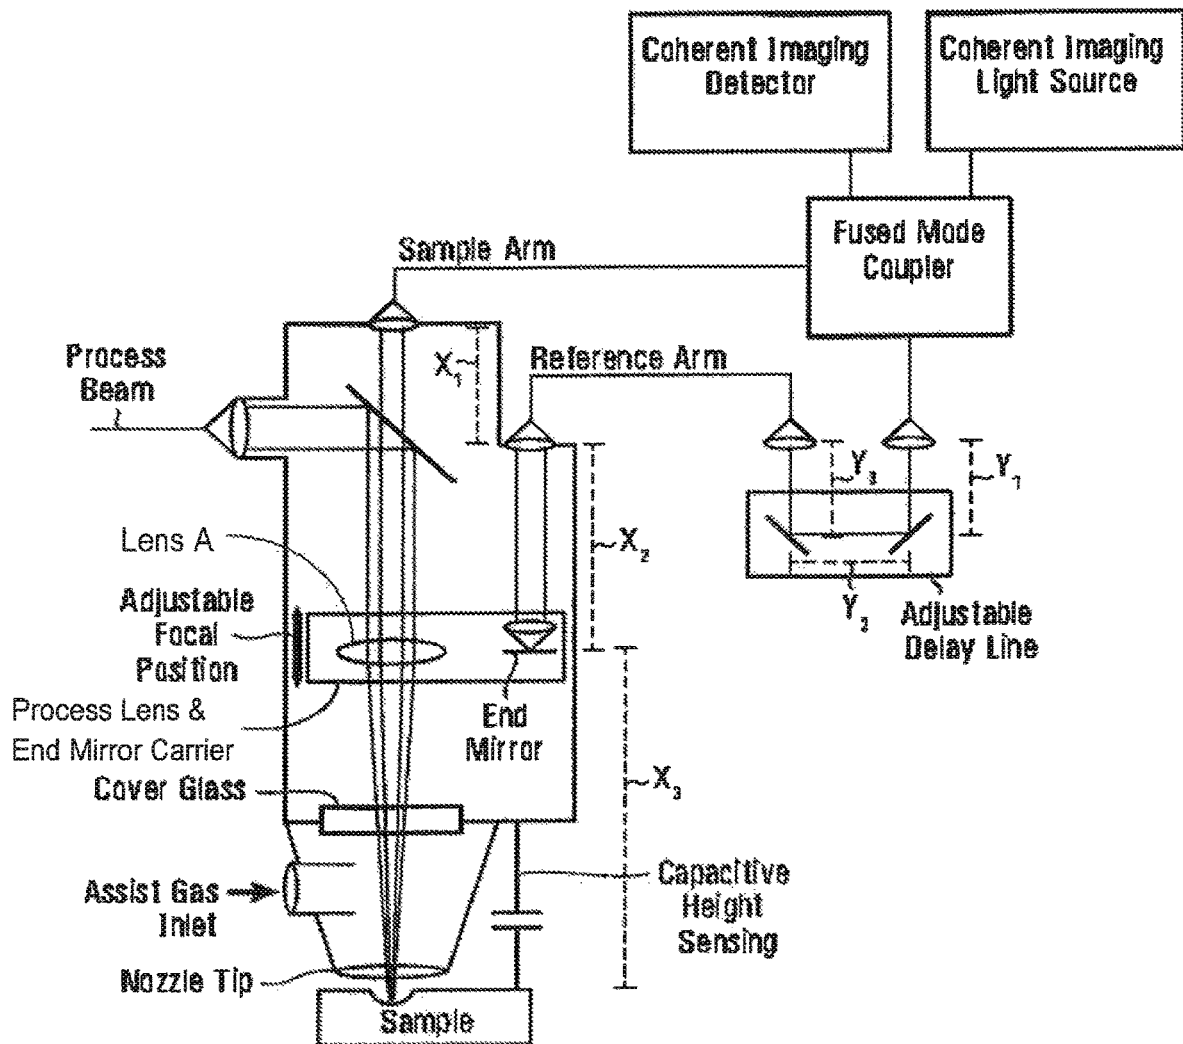 Coherent Imaging
Detector
Coherent Imaging
Light Source
Fused Mode
Coupler
Sample Arm
Process
Beam
X1
Reference Arm
Y3
Y1
Lens A
X2
Adjustable
Focal
Position
Y2
Adjustable
Delay Line
Process Lens &
End Mirror Carrier
End
Mirror
Cover Glass
X3
Assist Gas
Inlet
Capacitive
Height
Sensing
Nozzle Tip
Sample